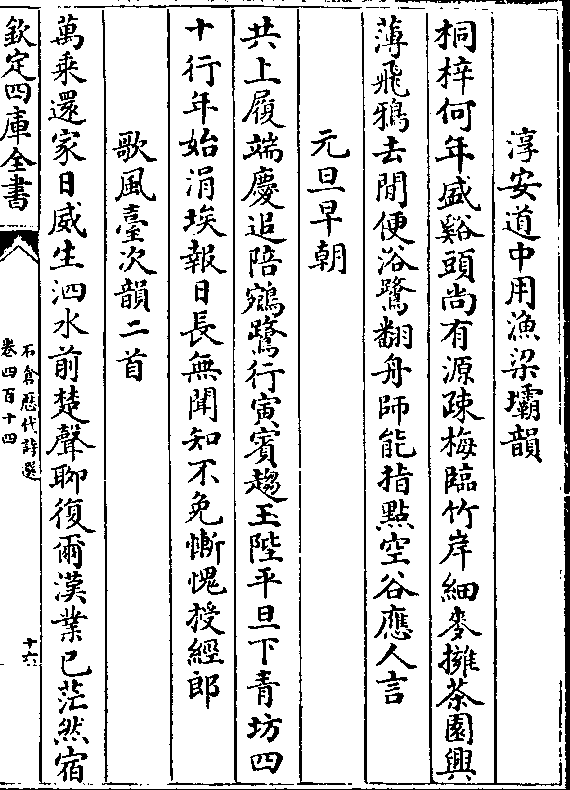 淳安道中用漁梁壩韻
桐梓何年盛谿頭尚有源疎梅臨竹岸細麥擁茶園興
薄飛鴉去閒便浴鷺翻舟師能指點空谷應人言
元旦早朝
共上履端慶追陪鵷鷺行寅賓趨玉陛平旦下青坊四
十行年始涓埃報日長無聞知不免慚愧授經郎
歌風臺次韻二首
萬乘還家日威生泗水前楚聲聊復爾漢業已茫然宿
欽定四庫全書
石倉歷代詩選
卷四百十四
十六